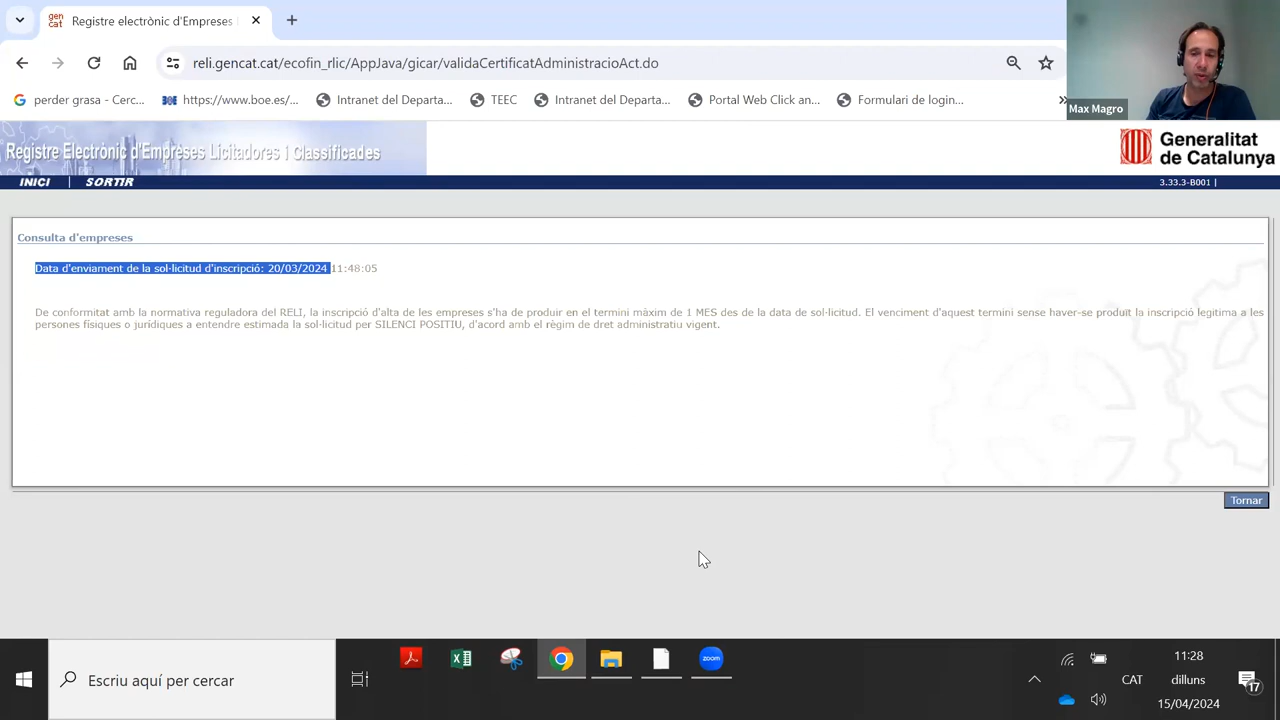 gen
cat
Registre electrònic d'Empreses
reli.gencat.cat/ecofin_rlic/AppJava/gicar/validaCertificatAdministracioAct.do
perder grasa - Cerc...
https://www.boe.es/...
Intranet del Departa...
TEEC
Intranet del Departa...
Portal Web Click an...
Formulari de login...
Max Magro
Registre Electrònic d'Empreses Licitadores i Classificades
Generalitat
de Catalunya
INICI | SORTIR
3.33.3-B001 |
Consulta d'empreses
Data d'enviament de la sol·licitud d'inscripció: 20/03/2024 11:48:05
De conformitat amb la normativa reguladora del RELI, la inscripció d'alta de les empreses s'ha de produir en el termini màxim de 1 MES des de la data de sol·licitud. El venciment d'aquest termini sense haver-se produït la inscripció legitima a les
persones físiques o jurídiques a entendre estimada la sol·licitud per SILENCI POSITIU, d'acord amb el règim de dret administratiu vigent.
Tornar
Escriu aquí per cercar
zoom
CAT
11:28
dilluns
15/04/2024
17